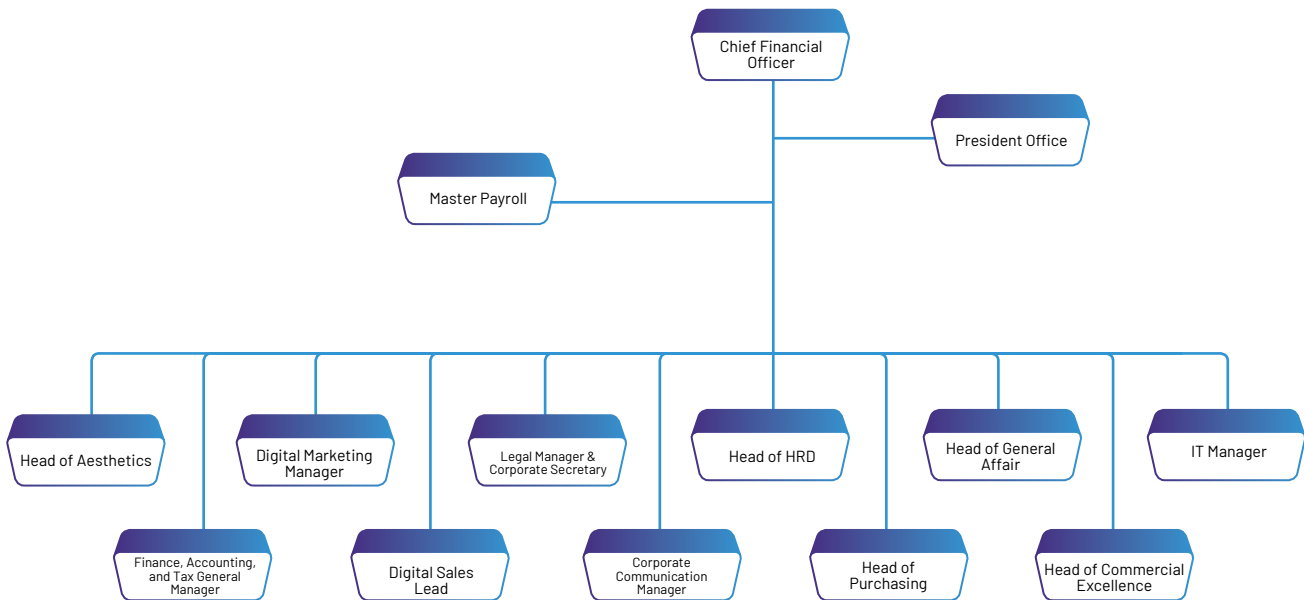 Chief Financial
Officer
President Office
Master Payroll
Head of Aesthetics
Digital Marketing
Manager
Legal Manager &
Corporate Secretary
Head of HRD
Head of General
Affair
IT Manager
Finance, Accounting,
and Tax General
Manager
Digital Sales
Lead
Corporate
Communication
Manager
Head of
Purchasing
Head of Commercial
Excellence